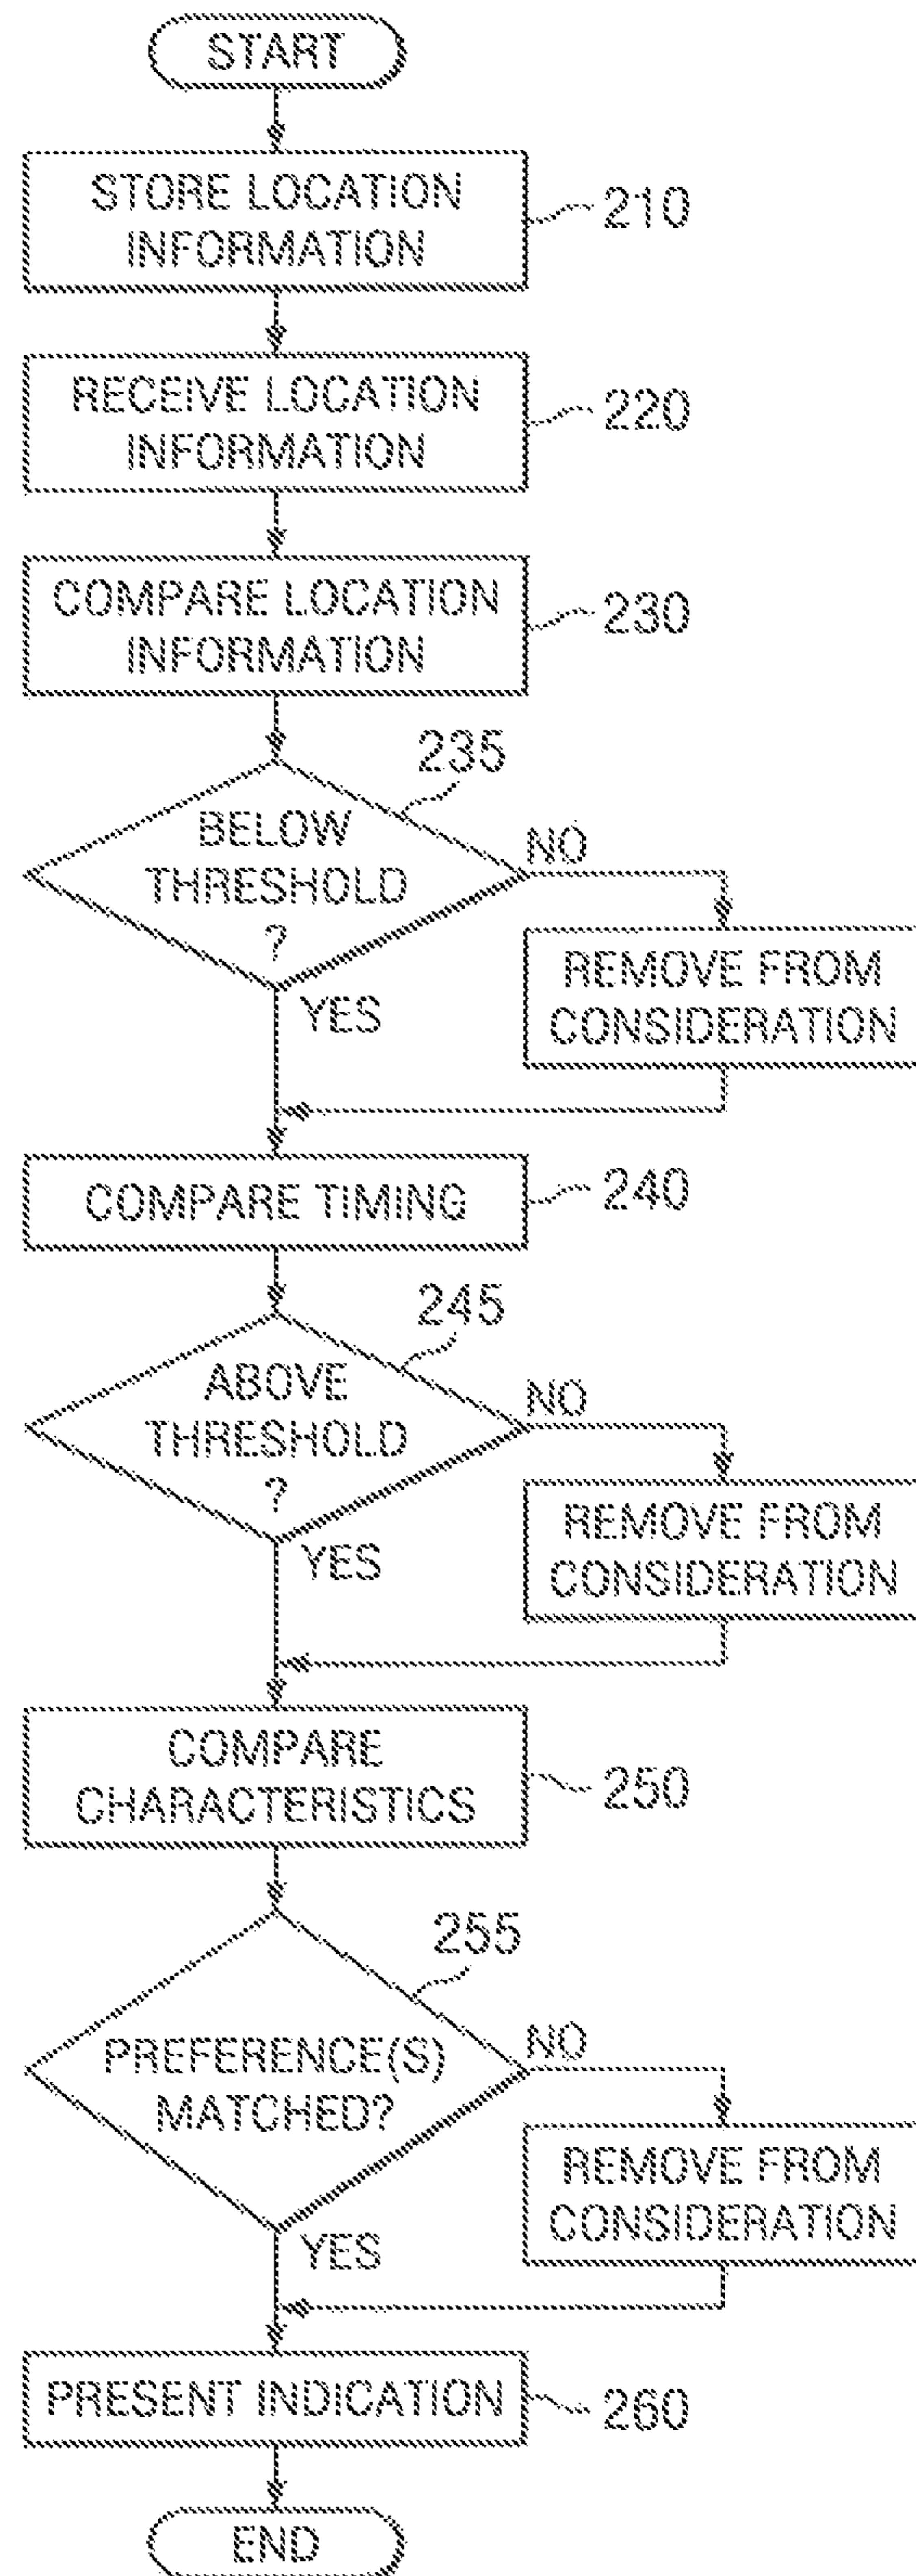 START
STORE LOCATION
INFORMATION
210
RECEIVE LOCATION
INFORMATION
220
COMPARE LOCATION
INFORMATION
230
235
BELOW
THRESHOLD
?
NO
YES
REMOVE FROM
CONSIDERATION
COMPARE TIMING
240
245
ABOVE
THRESHOLD
?
NO
YES
REMOVE FROM
CONSIDERATION
COMPARE
CHARACTERISTICS
250
255
PREFERENCE(S)
MATCHED?
NO
YES
REMOVE FROM
CONSIDERATION
PRESENT INDICATION
260
END